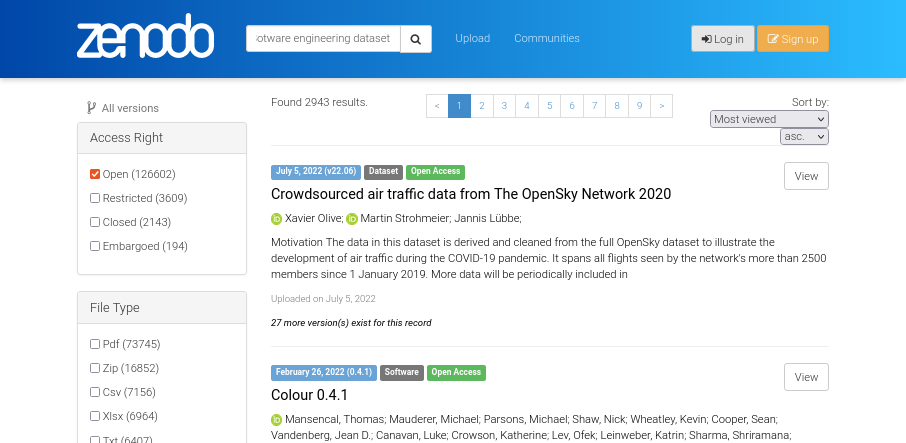 zenodo
otware engineering dataset
Upload
Communities
Log in
Sign up
All versions
Access Right
Open (126602)
Restricted (3609)
Closed (2143)
Embargoed (194)
File Type
Pdf (73745)
Zip (16852)
Csv (7156)
Xlsx (6964)
Txt (6407)
Found 2943 results.
< 1 2 3 4 5 6 7 8 9 >
Sort by:
Most viewed
asc.
July 5, 2022 (v22.06) Dataset Open Access
View
Crowdsourced air traffic data from The OpenSky Network 2020
iD Xavier Olive; iD Martin Strohmeier; Jannis Lübbe;
Motivation The data in this dataset is derived and cleaned from the full OpenSky dataset to illustrate the
development of air traffic during the COVID-19 pandemic. It spans all flights seen by the network's more than 2500
members since 1 January 2019. More data will be periodically included in
Uploaded on July 5, 2022
27 more version(s) exist for this record
February 26, 2022 (0.4.1) Software Open Access
View
Colour 0.4.1
iD Mansencal, Thomas; Mauderer, Michael; Parsons, Michael; Shaw, Nick; Wheatley, Kevin; Cooper, Sean;
Vandenberg, Jean D.; Canavan, Luke; Crowson, Katherine; Lev, Ofek; Leinweber, Katrin; Sharma, Shriramana;